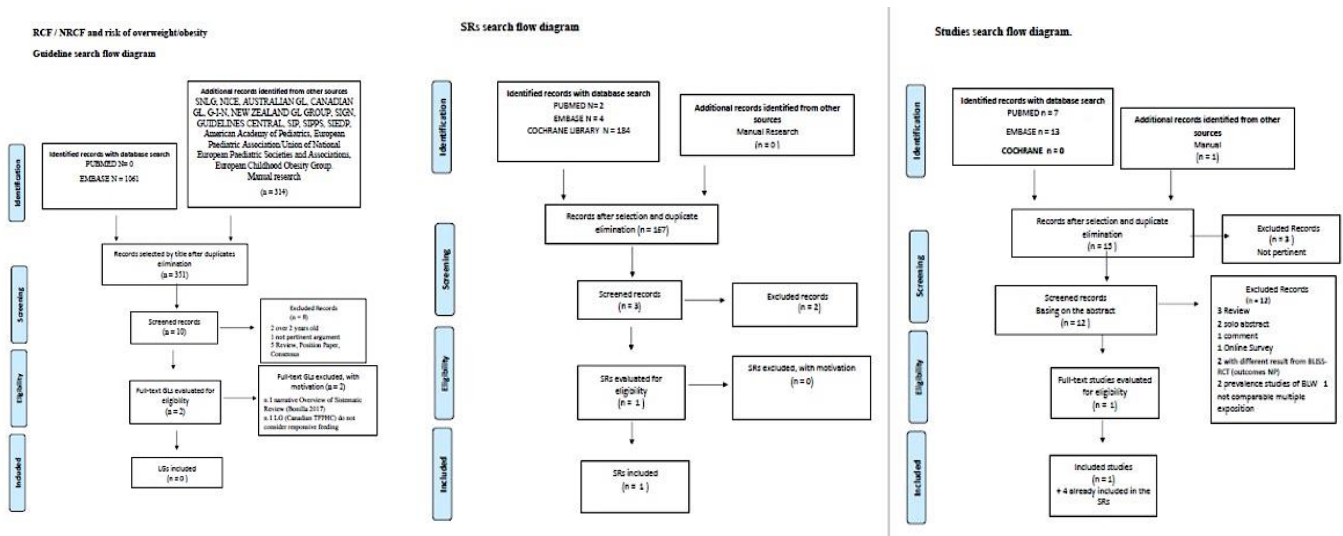 RCF / NRCF and risk of overweight/obesity
Guideline search flow diagram
Identification
Identified records with database search
PUBMED N= 0
EMBASE N = 1061
Additional records identified from other sources
SNLG, NICE, AUSTRALIAN GL, CANADIAN
GL, G-I-N, NEW ZEALAND GL GROUP, SIGN,
GUIDELINES CENTRAL, SIP, SIPPS, SIEDP,
American Academy of Pediatrics, European
Paediatric Association/Union of National
European Paediatric Societies and Associations,
European Childhood Obesity Group.
Manual research
(n = 314)
Records selected by title after duplicates
elimination
(n = 351)
Screening
Screened records
(n = 10)
Excluded Records
(n = 8)
2 over 2 years old
1 not pertinent argument
5 Review, Position Paper,
Consensus
Eligibility
Full-text GLs evaluated for
eligibility
(n = 2)
Full-text GLs excluded, with
motivation (n = 2)
n.1 narrative Overview of Sistematic
Review (Bonilla 2017)
n.1 LG (Canadian TFPHC) do not
consider responsive feeding
Included
LGs included
(n = 0 )
SRs search flow diagram
Identification
Identified records with database search
PUBMED N= 2
EMBASE N = 4
COCHRANE LIBRARY N = 184
Additional records identified from other
sources
Manual Research
(n = 0 )
Records after selection and duplicate
elimination (n = 167)
Screening
Screened records
(n = 3)
Excluded records
(n = 2)
Eligibility
SRs evaluated for
eligibility
(n = 1 )
SRs excluded, with motivation
(n = 0)
Included
SRs included
(n = 1 )
Studies search flow diagram.
Identification
Identified records with database search
PUBMED n = 7
EMBASE n = 13
COCHRANE n = 0
Additional records identified from other
sources
Manual
(n = 1)
Records after selection and duplicate
elimination
(n = 15)
Excluded Records
(n = 3 )
Not pertinent
Screening
Screened records
Basing on the abstract
(n = 12 )
Excluded Records
(n = 12)
3 Review
2 solo abstract
1 comment
1 Online Survey
2 with different result from BLISS-
RCT (outcomes NP)
2 prevalence studies of BLW 1
not comparable multiple
exposition
Eligibility
Full-text studies evaluated
for eligibility
(n = 1)
Included
Included studies
(n = 1)
+ 4 already included in the
SRs